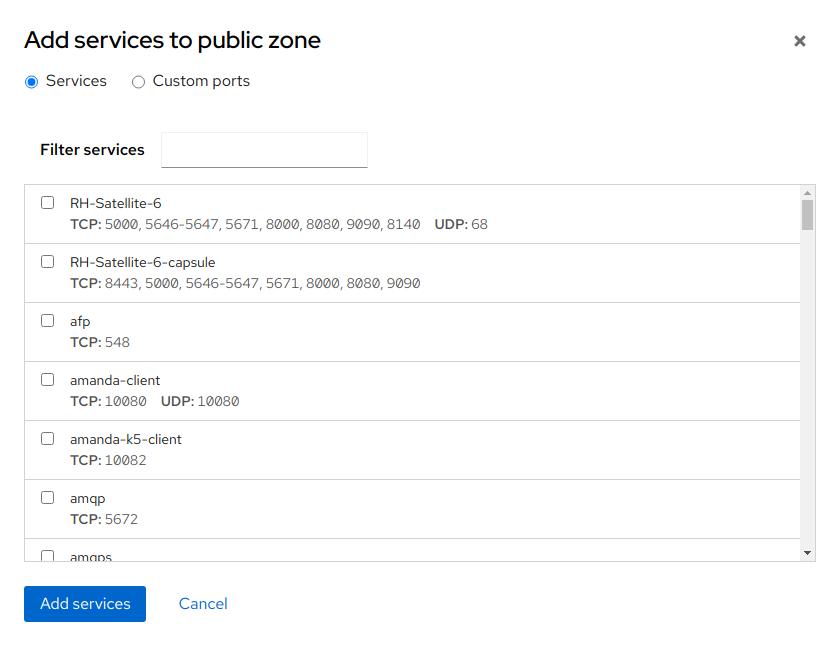 Add services to public zone
Services Custom ports
Filter services
RH-Satellite-6
TCP: 5000, 5646-5647, 5671, 8000, 8080, 9090, 8140 UDP: 68
RH-Satellite-6-capsule
TCP: 8443, 5000, 5646-5647, 5671, 8000, 8080, 9090
afp
TCP: 548
amanda-client
TCP: 10080 UDP: 10080
amanda-k5-client
TCP: 10082
amqp
TCP: 5672
amqps
Add services Cancel